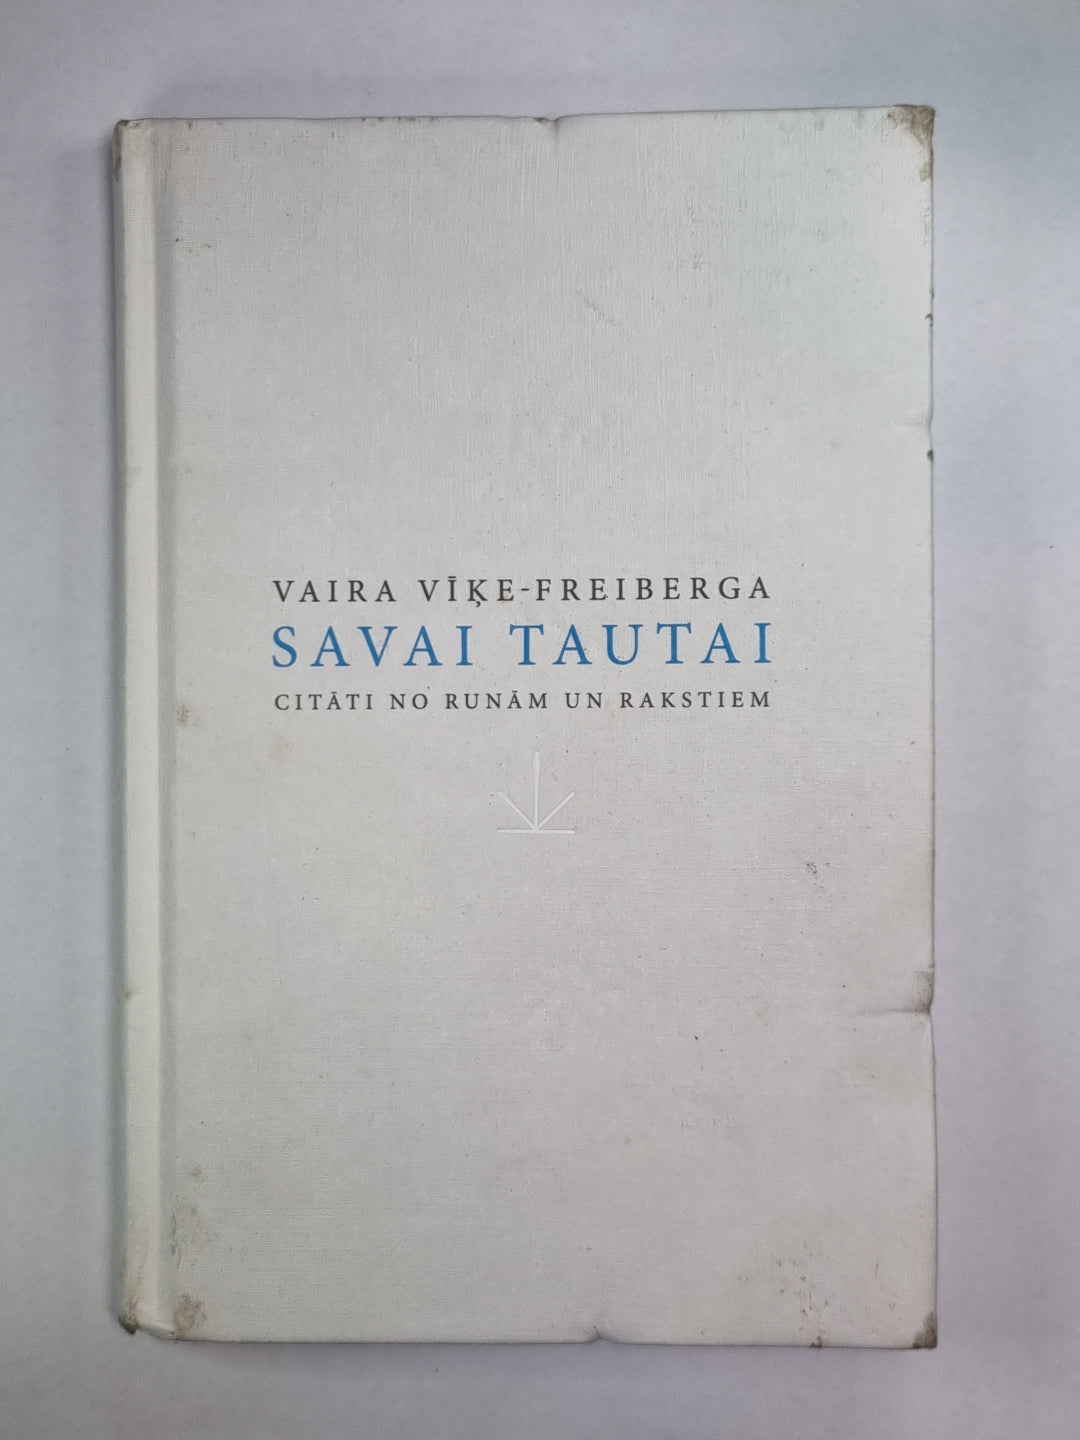 VAIRA VĪĶE-FREIBERGA
SAVAI TAUTAI
CITĀTI NO RUNĀM UN RAKSTIEM